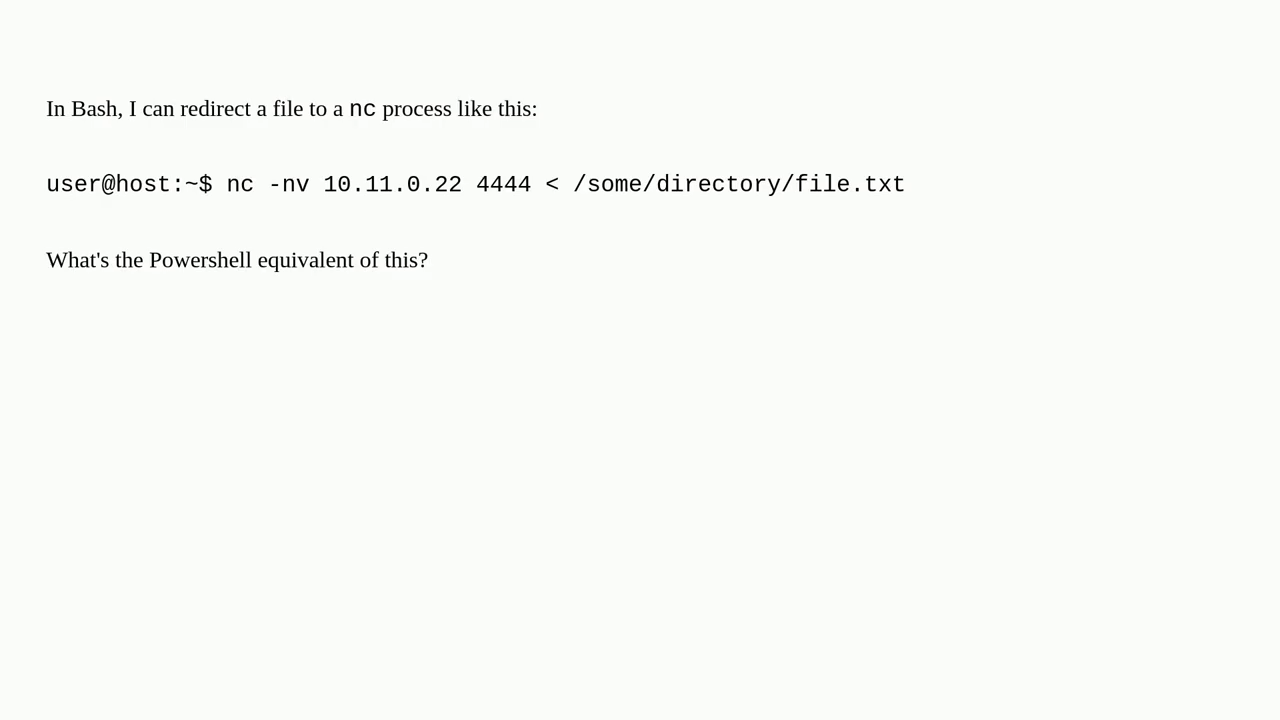 In Bash, I can redirect a file to a nc process like this:
user@host:~$ nc -nv 10.11.0.22 4444 < /some/directory/file.txt
What's the Powershell equivalent of this?